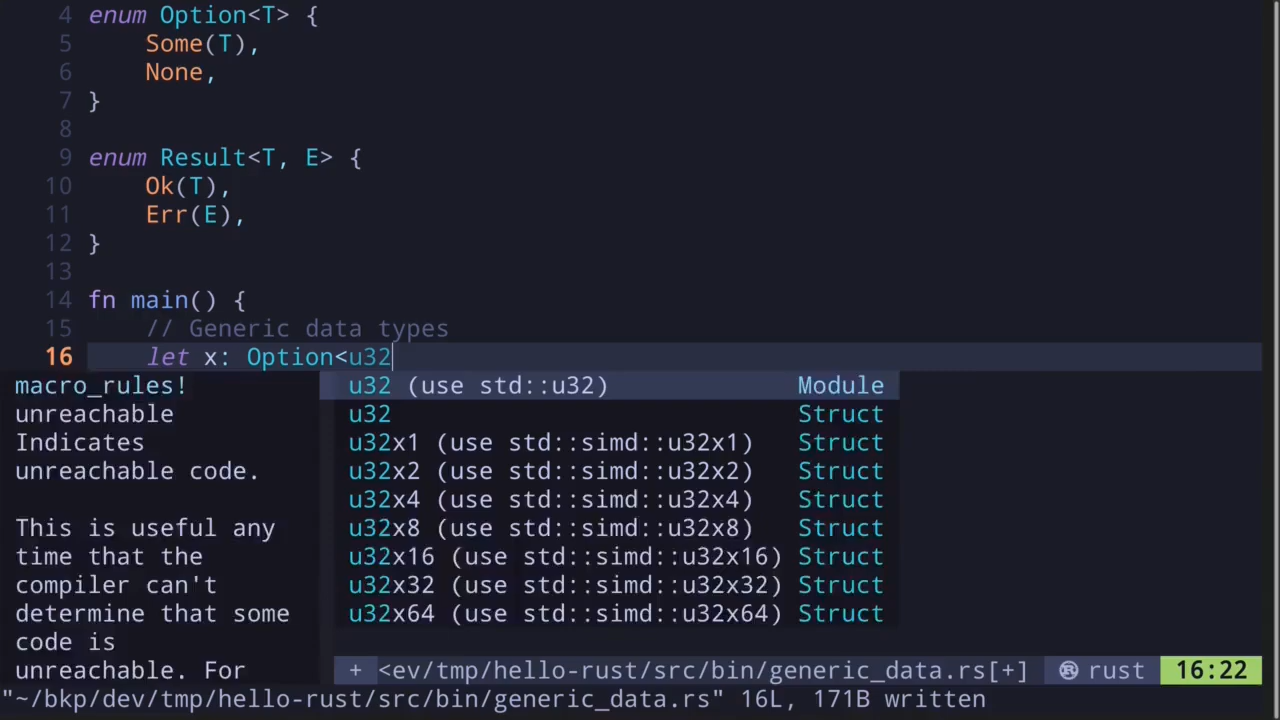 4 enum Option<T> {
5     Some(T),
6     None,
7 }
8
9 enum Result<T, E> {
10     Ok(T),
11     Err(E),
12 }
13
14 fn main() {
15     // Generic data types
16     let x: Option<u32
macro_rules!
unreachable
Indicates
unreachable code.
This is useful any
time that the
compiler can't
determine that some
code is
unreachable. For
u32 (use std::u32) Module
u32 Struct
u32x1 (use std::simd::u32x1) Struct
u32x2 (use std::simd::u32x2) Struct
u32x4 (use std::simd::u32x4) Struct
u32x8 (use std::simd::u32x8) Struct
u32x16 (use std::simd::u32x16) Struct
u32x32 (use std::simd::u32x32) Struct
u32x64 (use std::simd::u32x64) Struct
+ <ev/tmp/hello-rust/src/bin/generic_data.rs[+] rust 16:22
"~/bkp/dev/tmp/hello-rust/src/bin/generic_data.rs" 16L, 171B written